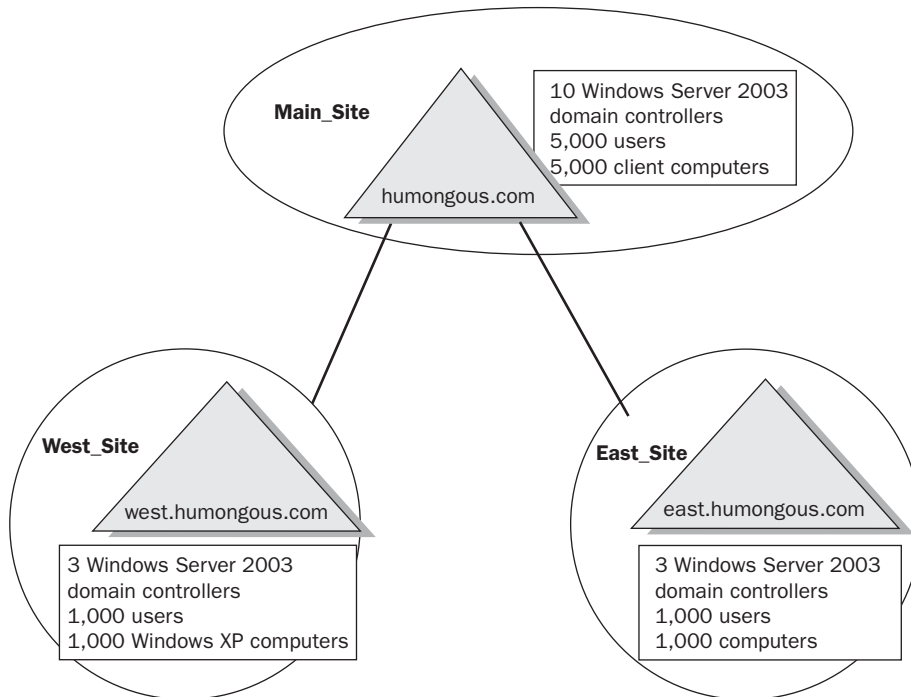 Main_Site
10 Windows Server 2003
domain controllers
5,000 users
5,000 client computers
humongous.com
West_Site
west.humongous.com
3 Windows Server 2003
domain controllers
1,000 users
1,000 Windows XP computers
East_Site
east.humongous.com
3 Windows Server 2003
domain controllers
1,000 users
1,000 computers